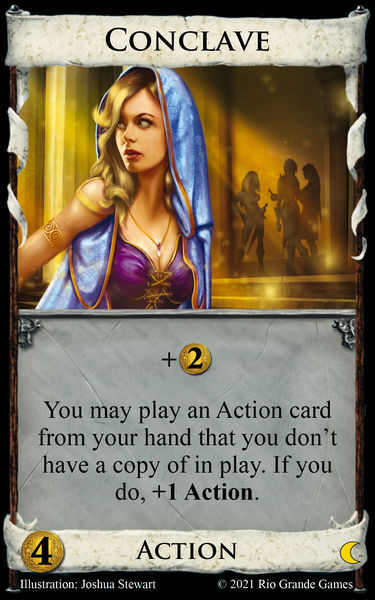 CONCLAVE
+2
You may play an Action card
from your hand that you don't
have a copy of in play. If you
do, +1 Action.
4 ACTION
Illustration: Joshua Stewart © 2021 Rio Grande Games